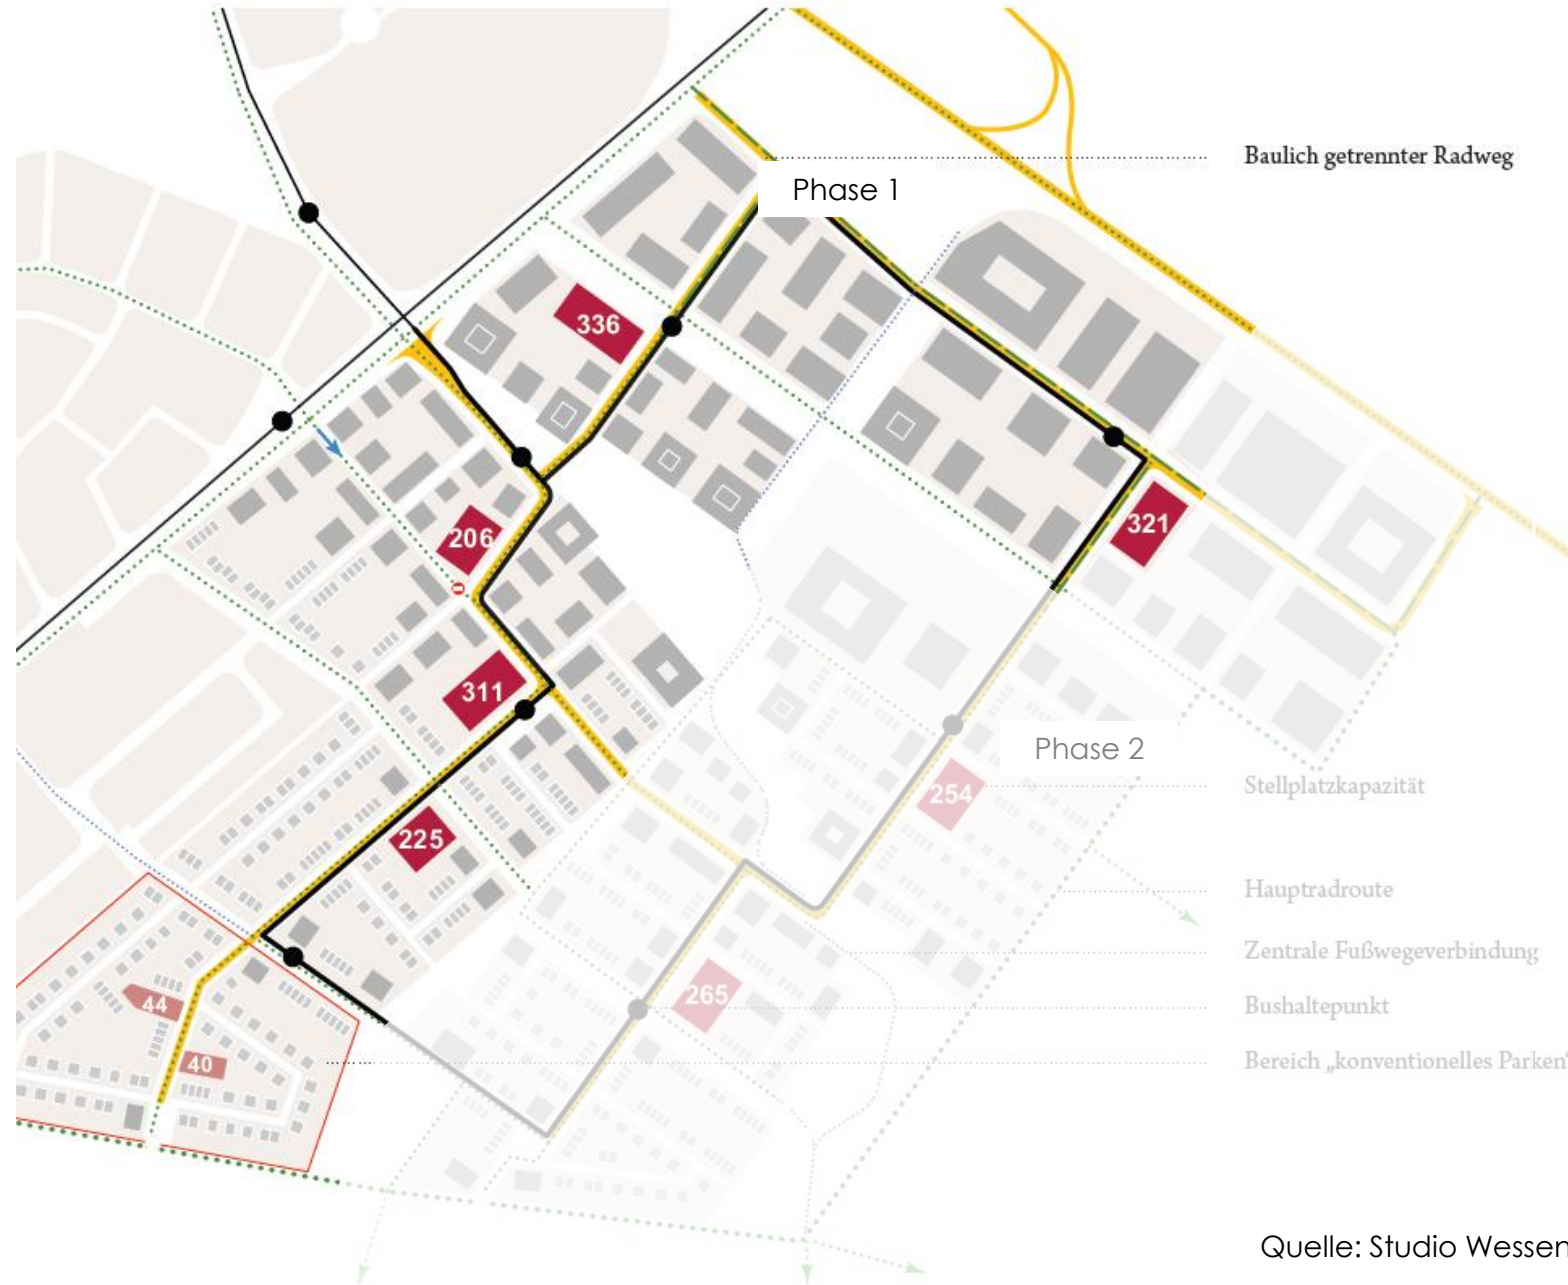 Baulich getrennter Radweg
Phase 1
336
321
206
311
Phase 2
254
Stellplatzkapazität
225
Hauptradroute
Zentrale Fußwegeverbindung
265
44
Bushaltepunkt
40
Bereich „konventionelles Parken“
Quelle: Studio Wessen